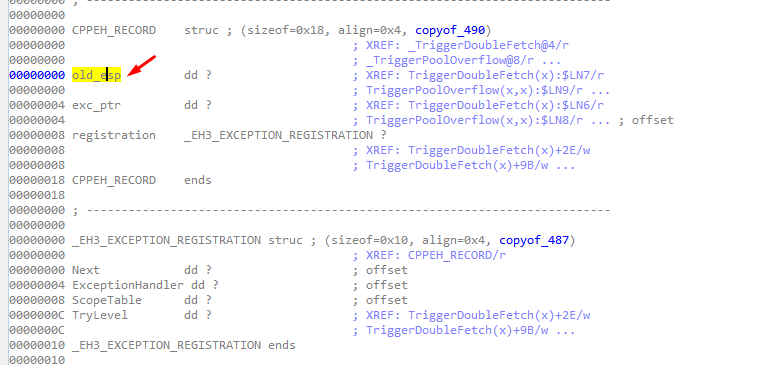 00000000 ; ---------------------------------------------------------------------------
00000000
00000000 CPPEH_RECORD    struc ; (sizeof=0x18, align=0x4, copyof_490)
00000000                                         ; XREF: _TriggerDoubleFetch@4/r
00000000                                         ; _TriggerPoolOverflow@8/r ...
00000000 old_esp         dd ?                    ; XREF: TriggerDoubleFetch(x):$LN7/r
00000000                                         ; TriggerPoolOverflow(x,x):$LN9/r ...
00000004 exc_ptr         dd ?                    ; XREF: TriggerDoubleFetch(x):$LN6/r
00000004                                         ; TriggerPoolOverflow(x,x):$LN8/r ... ; offset
00000008 registration    _EH3_EXCEPTION_REGISTRATION ?
00000008                                         ; XREF: TriggerDoubleFetch(x)+2E/w
00000008                                         ; TriggerDoubleFetch(x)+9B/w ...
00000018 CPPEH_RECORD    ends
00000018
00000000 ; ---------------------------------------------------------------------------
00000000
00000000 _EH3_EXCEPTION_REGISTRATION struc ; (sizeof=0x10, align=0x4, copyof_487)
00000000                                         ; XREF: CPPEH_RECORD/r
00000000 Next            dd ?                    ; offset
00000004 ExceptionHandler dd ?                   ; offset
00000008 ScopeTable      dd ?                    ; offset
0000000C TryLevel        dd ?                    ; XREF: TriggerDoubleFetch(x)+2E/w
0000000C                                         ; TriggerDoubleFetch(x)+9B/w ...
00000010 _EH3_EXCEPTION_REGISTRATION ends
00000010